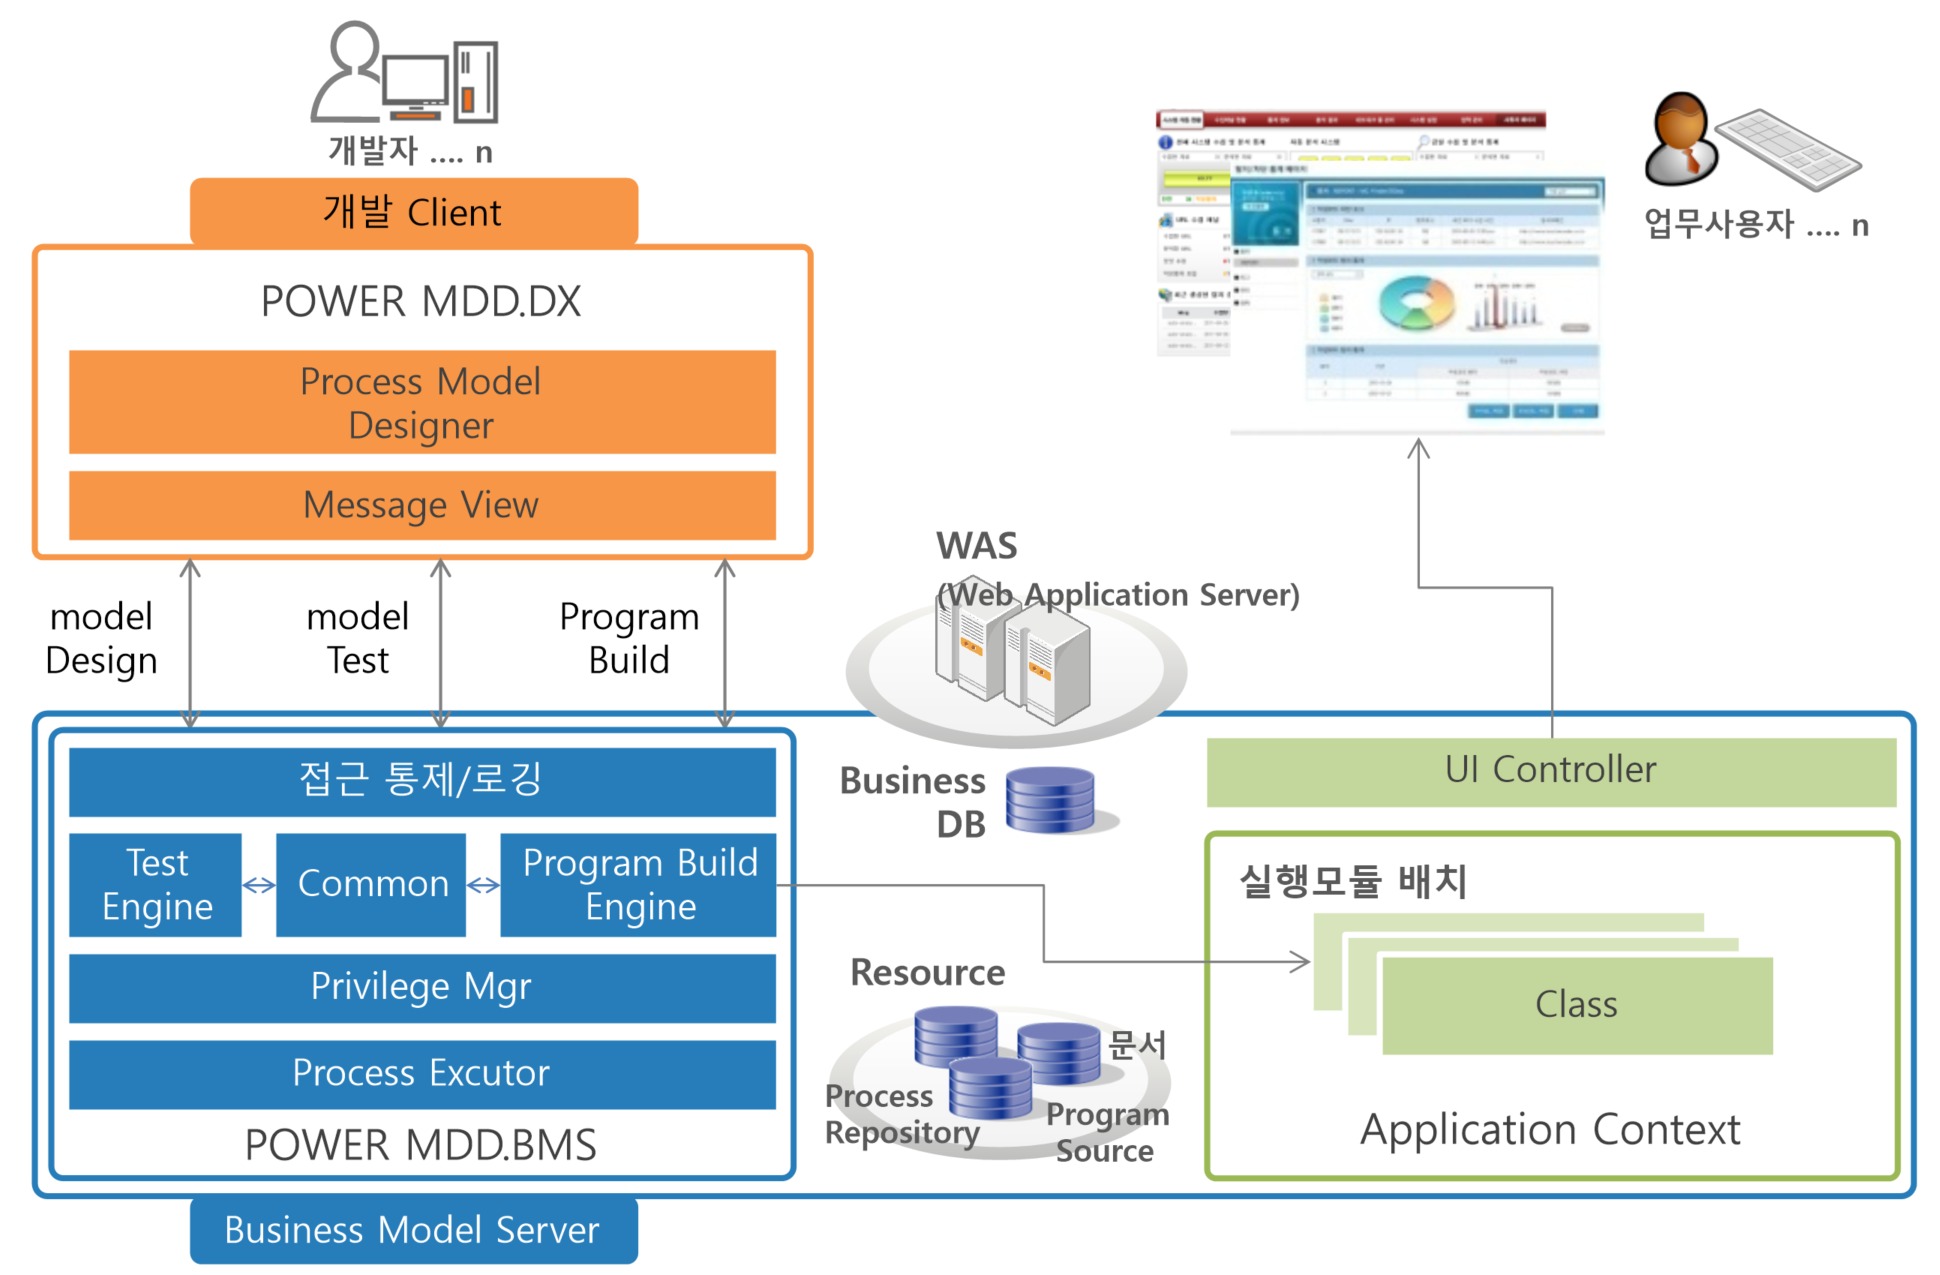 개발자 .... n
개발 Client
POWER MDD.DX
Process Model
Designer
Message View
model
Design
model
Test
Program
Build
업무사용자 .... n
WAS
(Web Application Server)
Business
DB
접근 통제/로깅
Test
Engine
Common
Program Build
Engine
Privilege Mgr
Process Excutor
POWER MDD.BMS
Business Model Server
Resource
문서
Process
Repository
Program
Source
UI Controller
실행모듈 배치
Class
Application Context